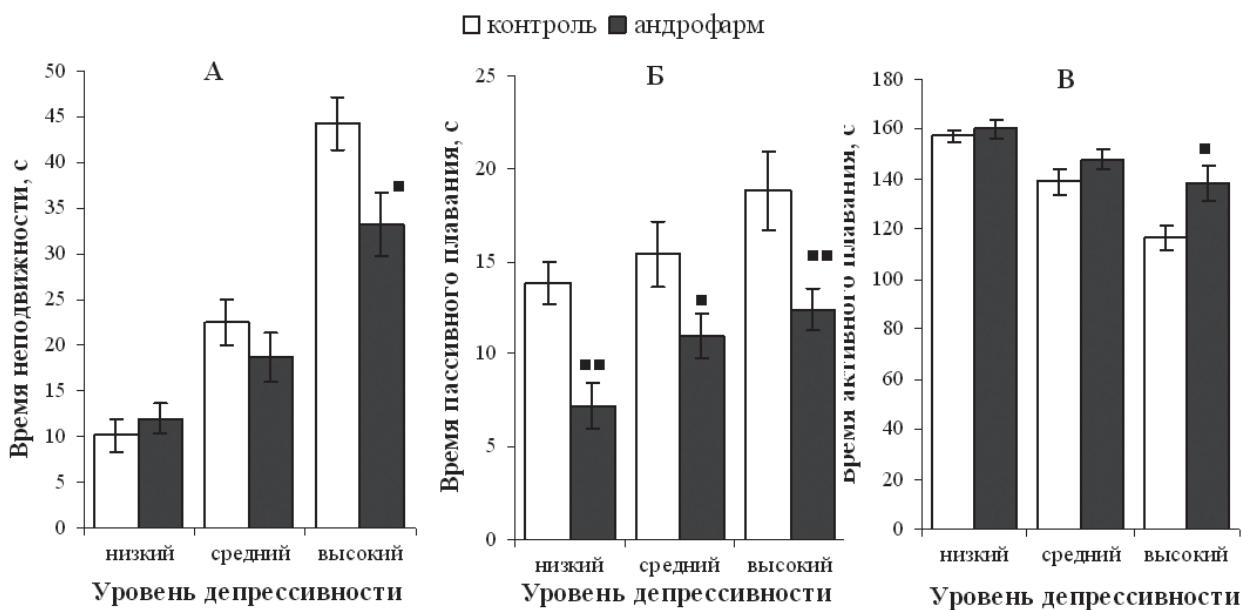 контроль андрофарм
А
Время неподвижности, с
50
45
40
35
30
25
20
15
10
5
0
низкий средний высокий
Уровень депрессивности
Б
Время пассивного плавания, с
25
20
15
10
5
0
низкий средний высокий
Уровень депрессивности
В
Время активного плавания, с
180
160
140
120
100
80
60
40
20
0
низкий средний высокий
Уровень депрессивности